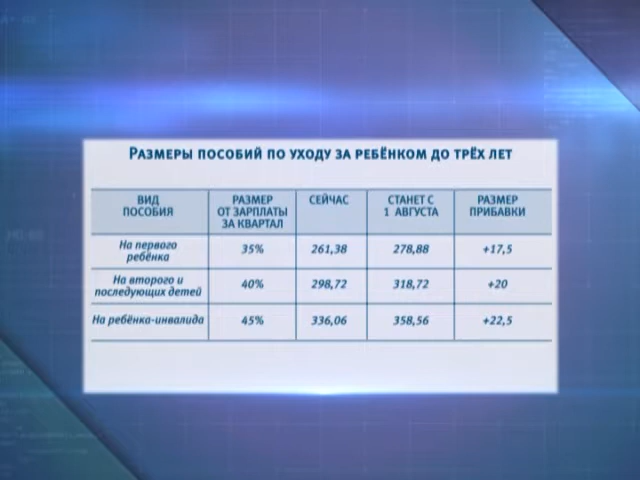 РАЗМЕРЫ ПОСОБИЙ ПО УХОДУ ЗА РЕБЁНКОМ ДО ТРЁХ ЛЕТ
ВИД ПОСОБИЯ | РАЗМЕР ОТ ЗАРПЛАТЫ ЗА КВАРТАЛ | СЕЙЧАС | СТАНЕТ С 1 АВГУСТА | РАЗМЕР ПРИБАВКИ
На первого ребёнка | 35% | 261,38 | 278,88 | +17,5
На второго и последующих детей | 40% | 298,72 | 318,72 | +20
На ребёнка-инвалида | 45% | 336,06 | 358,56 | +22,5